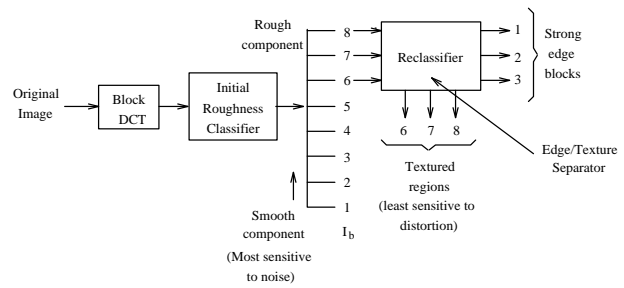 Original
Image
Block
DCT
Initial
Roughness
Classifier
Rough
component
8
7
6
5
4
3
2
1
I b
Smooth
component
(Most sensitive
to noise)
Reclassifier
1
2
3
Strong
edge
blocks
6 7 8
Textured
regions
(least sensitive to
distortion)
Edge/Texture
Separator